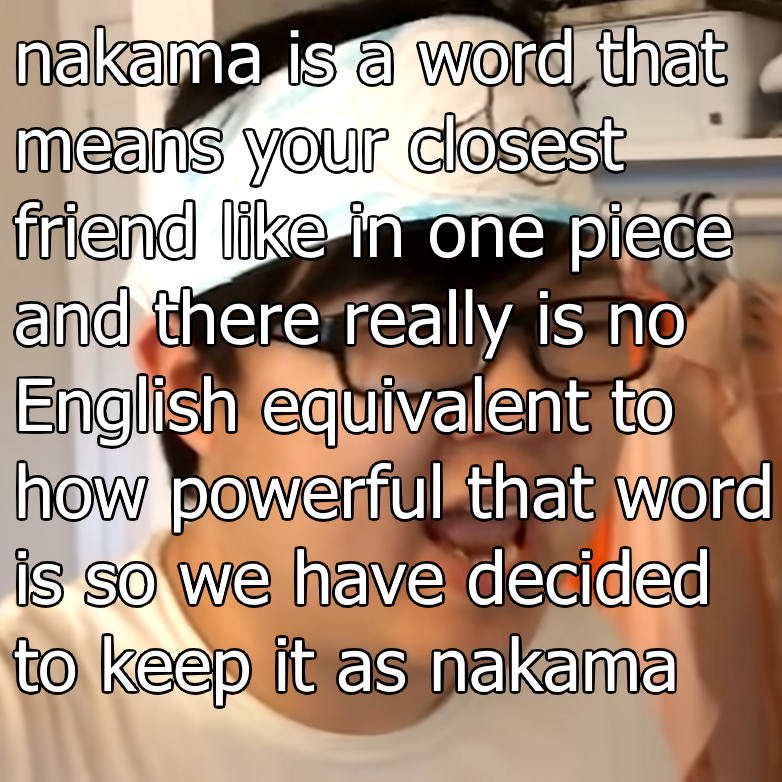 nakama is a word that
means your closest
friend like in one piece
and there really is no
English equivalent to
how powerful that word
is so we have decided
to keep it as nakama